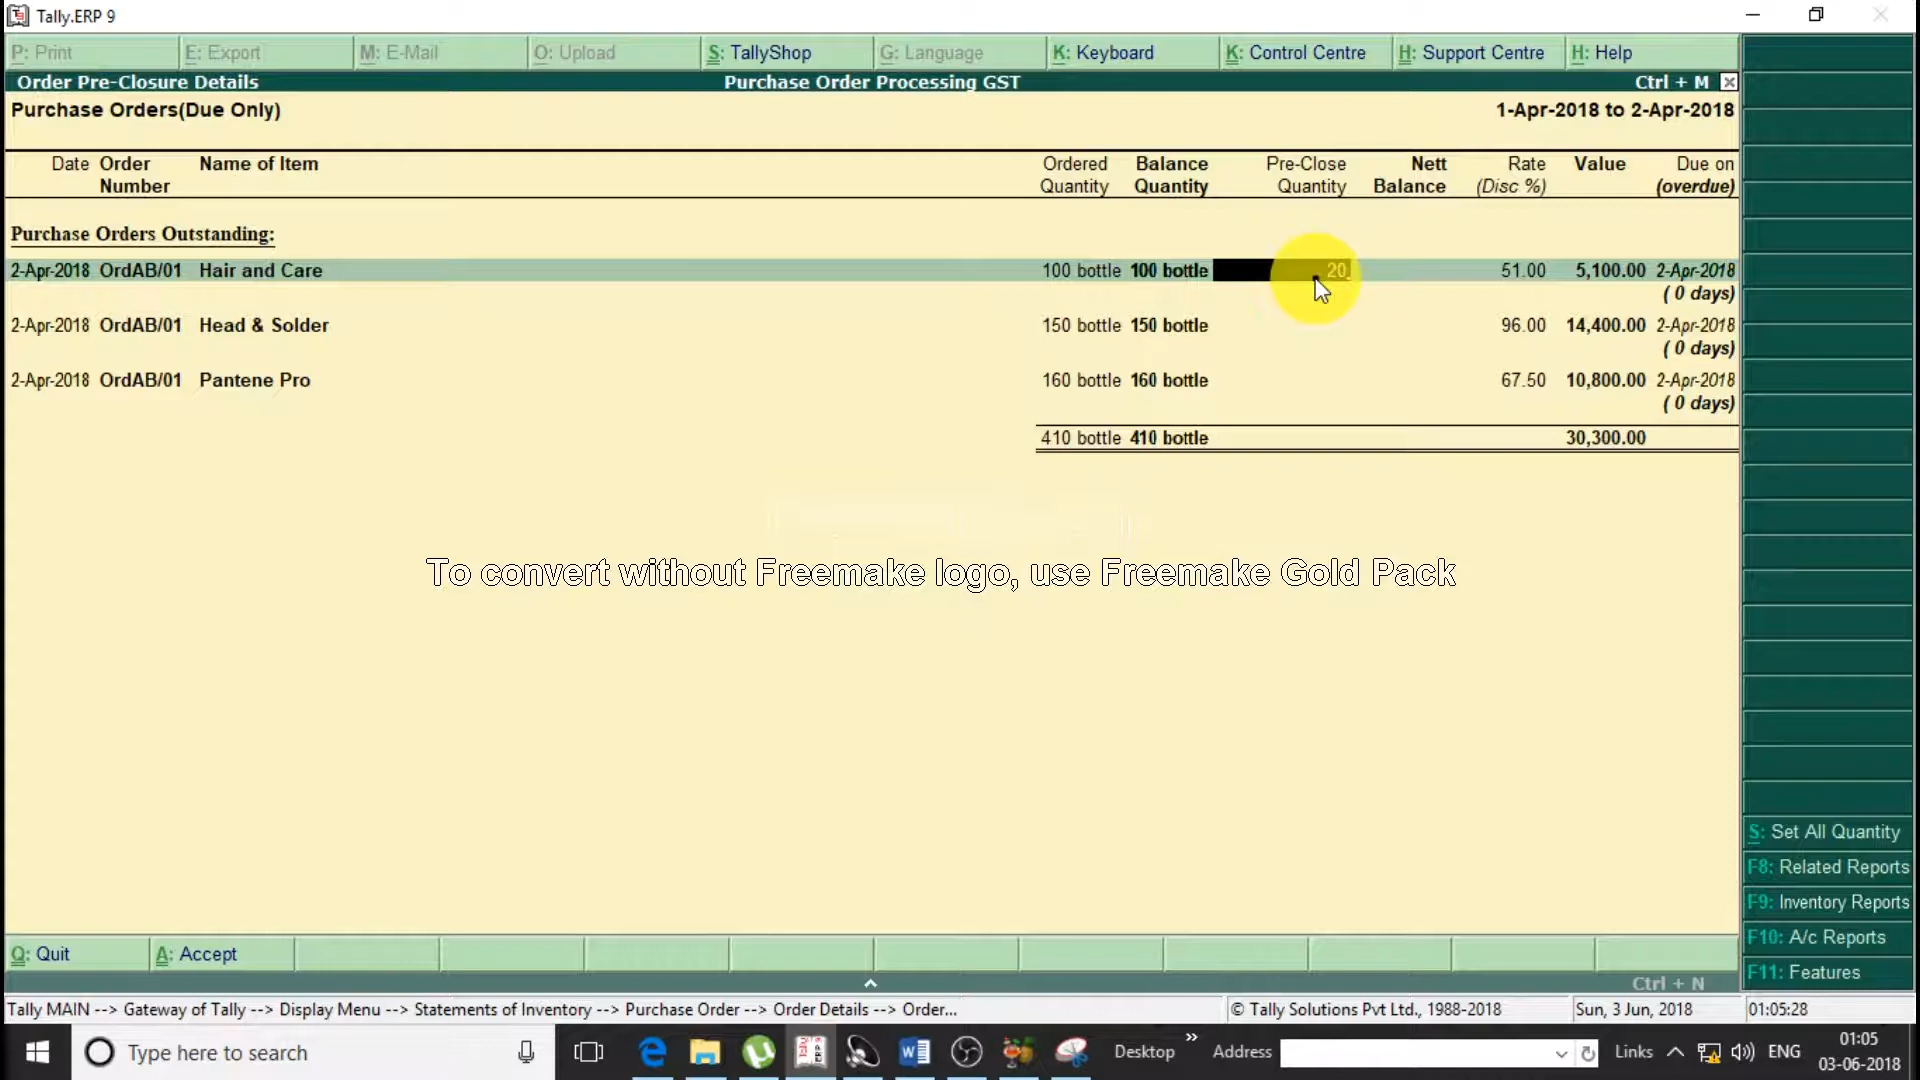 Tally.ERP 9
P: Print E: Export M: E-Mail O: Upload S: TallyShop G: Language K: Keyboard K: Control Centre H: Support Centre H: Help
Order Pre-Closure Details Purchase Order Processing GST Ctrl + M
Purchase Orders(Due Only) 1-Apr-2018 to 2-Apr-2018
Date Order Name of Item Ordered Balance Pre-Close Nett Rate Value Due on
Number Quantity Quantity Quantity Balance (Disc %) (overdue)
Purchase Orders Outstanding:
2-Apr-2018 OrdAB/01 Hair and Care 100 bottle 100 bottle 20 51.00 5,100.00 2-Apr-2018
( 0 days)
2-Apr-2018 OrdAB/01 Head & Solder 150 bottle 150 bottle 96.00 14,400.00 2-Apr-2018
( 0 days)
2-Apr-2018 OrdAB/01 Pantene Pro 160 bottle 160 bottle 67.50 10,800.00 2-Apr-2018
( 0 days)
410 bottle 410 bottle 30,300.00
To convert without Freemake logo, use Freemake Gold Pack
S: Set All Quantity
F8: Related Reports
F9: Inventory Reports
F10: A/c Reports
F11: Features
Q: Quit A: Accept
Ctrl + N
Tally MAIN --> Gateway of Tally --> Display Menu --> Statements of Inventory --> Purchase Order --> Order Details --> Order... © Tally Solutions Pvt Ltd., 1988-2018 Sun, 3 Jun, 2018 01:05:28
Type here to search Desktop Address Links ENG 01:05
03-06-2018